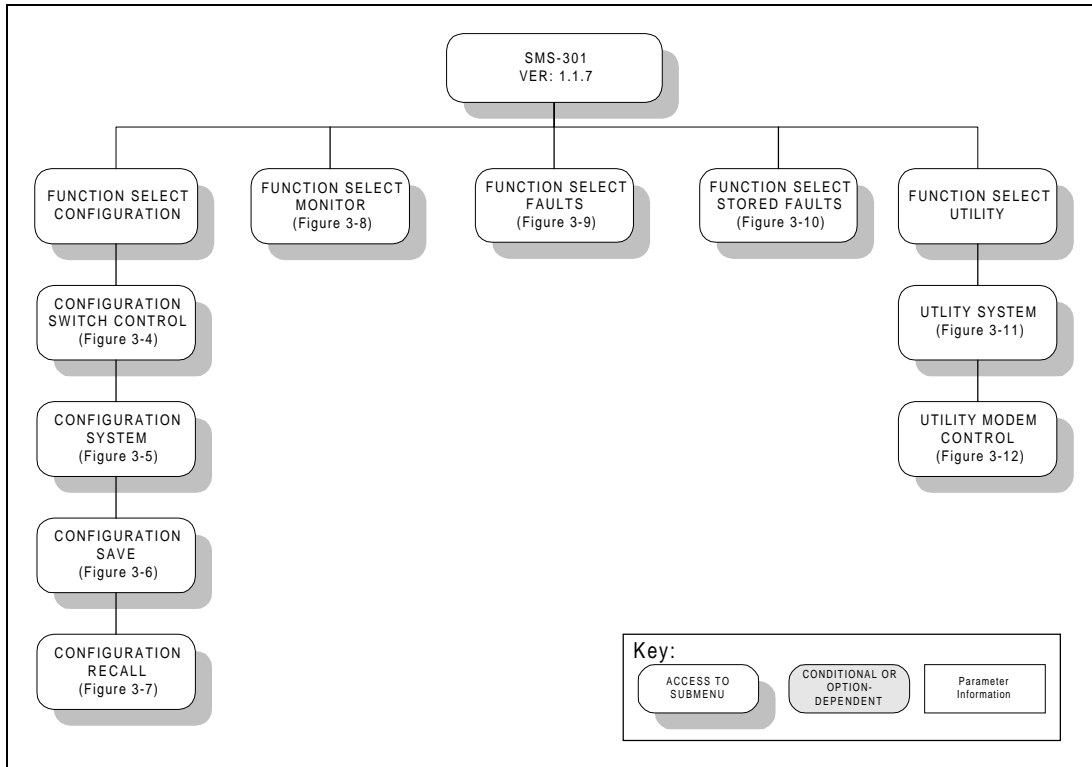 SMS-301
VER: 1.1.7
FUNCTION SELECT
CONFIGURATION
FUNCTION SELECT
MONITOR
(Figure 3-8)
FUNCTION SELECT
FAULTS
(Figure 3-9)
FUNCTION SELECT
STORED FAULTS
(Figure 3-10)
FUNCTION SELECT
UTILITY
CONFIGURATION
SWITCH CONTROL
(Figure 3-4)
UTLITY SYSTEM
(Figure 3-11)
CONFIGURATION
SYSTEM
(Figure 3-5)
UTILITY MODEM
CONTROL
(Figure 3-12)
CONFIGURATION
SAVE
(Figure 3-6)
CONFIGURATION
RECALL
(Figure 3-7)
Key:
ACCESS TO
SUBMENU
CONDITIONAL OR
OPTION-
DEPENDENT
Parameter
Information